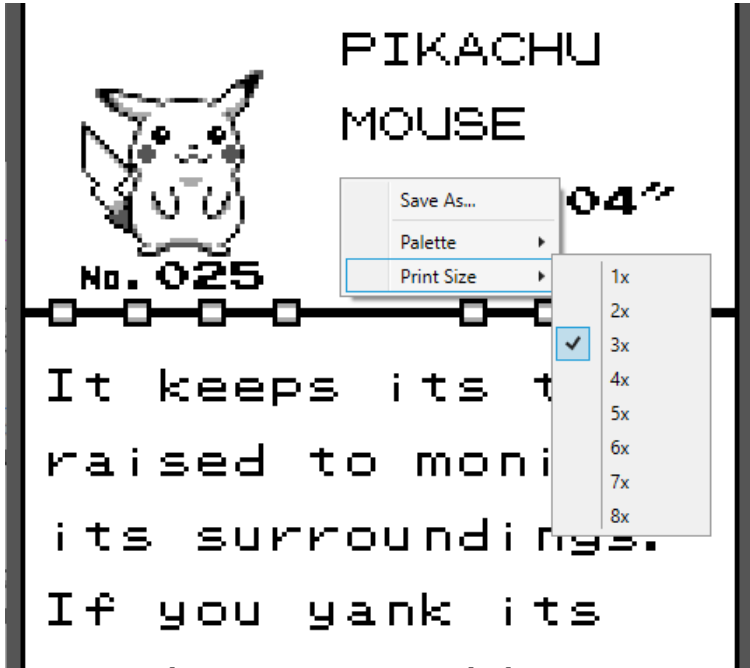 PIKACHU
MOUSE
04"
No. 025
Save As...
Palette
Print Size
1x
2x
3x
4x
5x
6x
7x
8x
It keeps its
raised to
its surroundings.
If you yank its